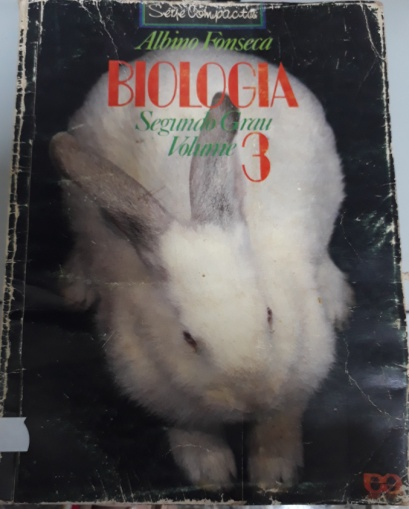 Série Compacta
Albino Fonseca
BIOLOGIA
Segundo Grau
Volume 3